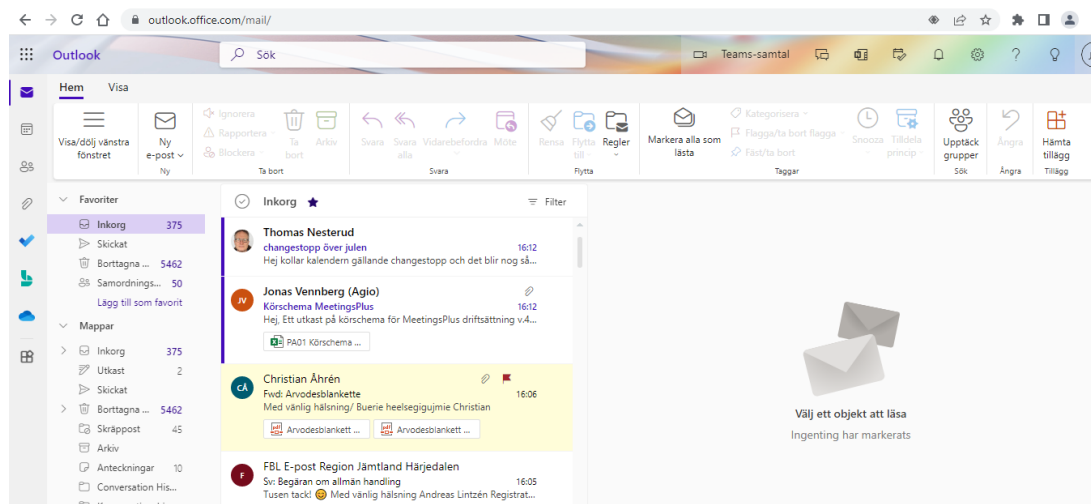 outlook.office.com/mail/
Outlook
Sök
Teams-samtal
Hem Visa
Visa/dölj vänstra fönstret
Ny e-post
Ny
Ignorera
Rapportera
Blockera
Ta bort
Arkiv
Ta bort
Svara
Svara alla
Vidarebefordra
Möte
Svara
Rensa
Flytta till
Regler
Flytta
Markera alla som lästa
Kategorisera
Flagga/ta bort flagga
Fäst/ta bort
Snooza
Tilldela princip
Taggar
Upptäck grupper
Sök
Ångra
Ångra
Hämta tillägg
Tillägg
Favoriter
Inkorg 375
Skickat
Borttagna ... 5462
Samordnings... 50
Lägg till som favorit
Mappar
Inkorg 375
Utkast 2
Skickat
Borttagna ... 5462
Skräppost 45
Arkiv
Anteckningar 10
Conversation His...
Inkorg
Filter
Thomas Nesterud
changestopp över julen 16:12
Hej kollar kalendern gällande changestopp och det blir nog så...
JV
Jonas Vennberg (Agio)
Körschema MeetingsPlus 16:12
Hej, Ett utkast på körschema för MeetingsPlus driftsättning v.4...
PA01 Körschema ...
CÅ
Christian Åhrén
Fwd: Arvodesblankette 16:06
Med vänlig hälsning/ Buerie heelsegigujmie Christian
Arvodesblankett ... Arvodesblankett ...
F
FBL E-post Region Jämtland Härjedalen
Sv: Begäran om allmän handling 16:05
Tusen tack! 😊 Med vänlig hälsning Andreas Lintzén Registrat...
Välj ett objekt att läsa
Ingenting har markerats